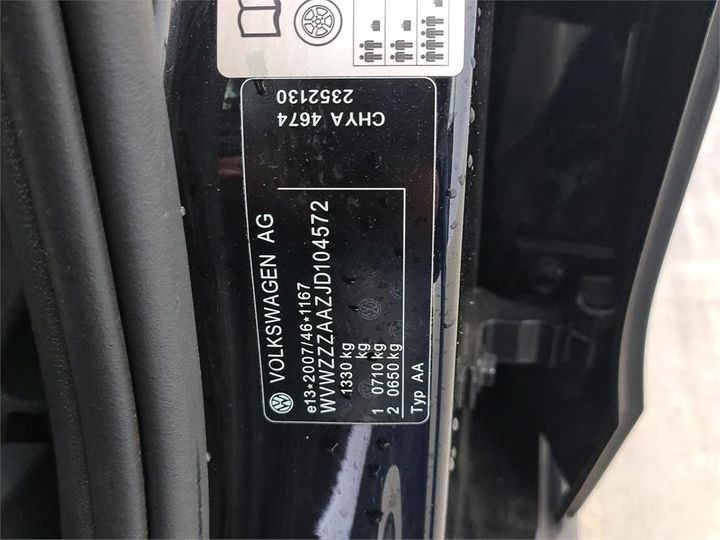 VOLKSWAGEN AG
e13*2007/46*1167
WVWZZZAAZJD104572
1330 kg
kg
1 0710 kg
2 0650 kg
Typ AA
CHYA 4674
2352130